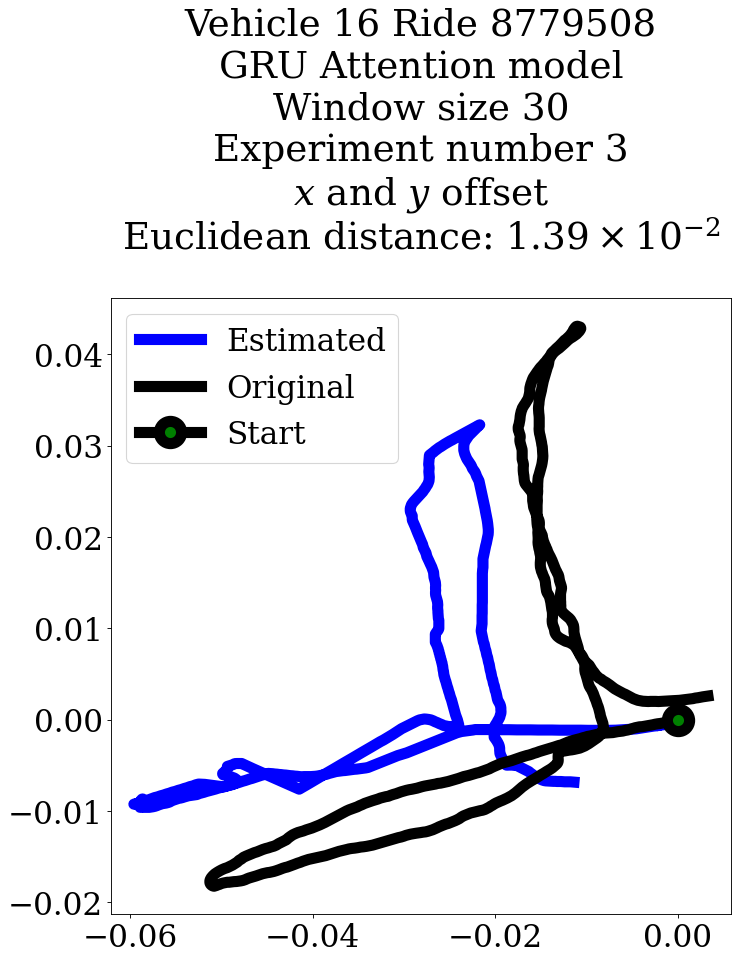 Vehicle 16 Ride 8779508
GRU Attention model
Window size 30
Experiment number 3
x and y offset
Euclidean distance: 1.39 × 10⁻²
Estimated
Original
Start
0.04
0.03
0.02
0.01
0.00
−0.01
−0.02
−0.06 −0.04 −0.02 0.00